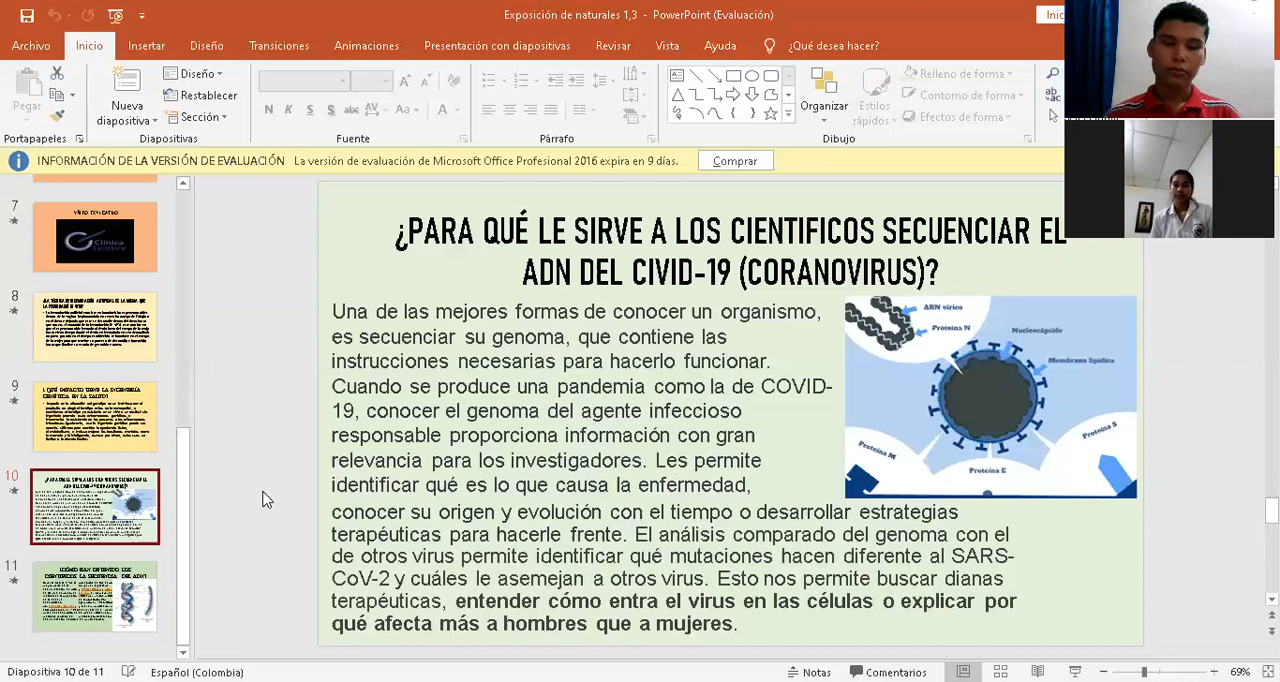 Exposición de naturales 1,3 - PowerPoint (Evaluación)
Inic
Archivo Inicio Insertar Diseño Transiciones Animaciones Presentación con diapositivas Revisar Vista Ayuda ¿Qué desea hacer?
Pegar
Nueva diapositiva
Diseño
Restablecer
Sección
N K S S abc AV Aa A
Organizar
Estilos rápidos
Relleno de forma
Contorno de forma
Efectos de forma
Portapapeles Diapositivas Fuente Párrafo Dibujo
INFORMACIÓN DE LA VERSIÓN DE EVALUACIÓN La versión de evaluación de Microsoft Office Profesional 2016 expira en 9 días. Comprar
7
Clínica
8
9
10
11
¿PARA QUÉ LE SIRVE A LOS CIENTIFICOS SECUENCIAR EL
ADN DEL CIVID-19 (CORANOVIRUS)?
Una de las mejores formas de conocer un organismo,
es secuenciar su genoma, que contiene las
instrucciones necesarias para hacerlo funcionar.
Cuando se produce una pandemia como la de COVID-
19, conocer el genoma del agente infeccioso
responsable proporciona información con gran
relevancia para los investigadores. Les permite
identificar qué es lo que causa la enfermedad,
conocer su origen y evolución con el tiempo o desarrollar estrategias
terapéuticas para hacerle frente. El análisis comparado del genoma con el
de otros virus permite identificar qué mutaciones hacen diferente al SARS-
CoV-2 y cuáles le asemejan a otros virus. Esto nos permite buscar dianas
terapéuticas, entender cómo entra el virus en las células o explicar por
qué afecta más a hombres que a mujeres.
ARN vírico
Proteína N
Nucleocápside
Membrana lipídica
Proteína M
Proteína E
Proteína S
Diapositiva 10 de 11 Español (Colombia) Notas Comentarios 69%